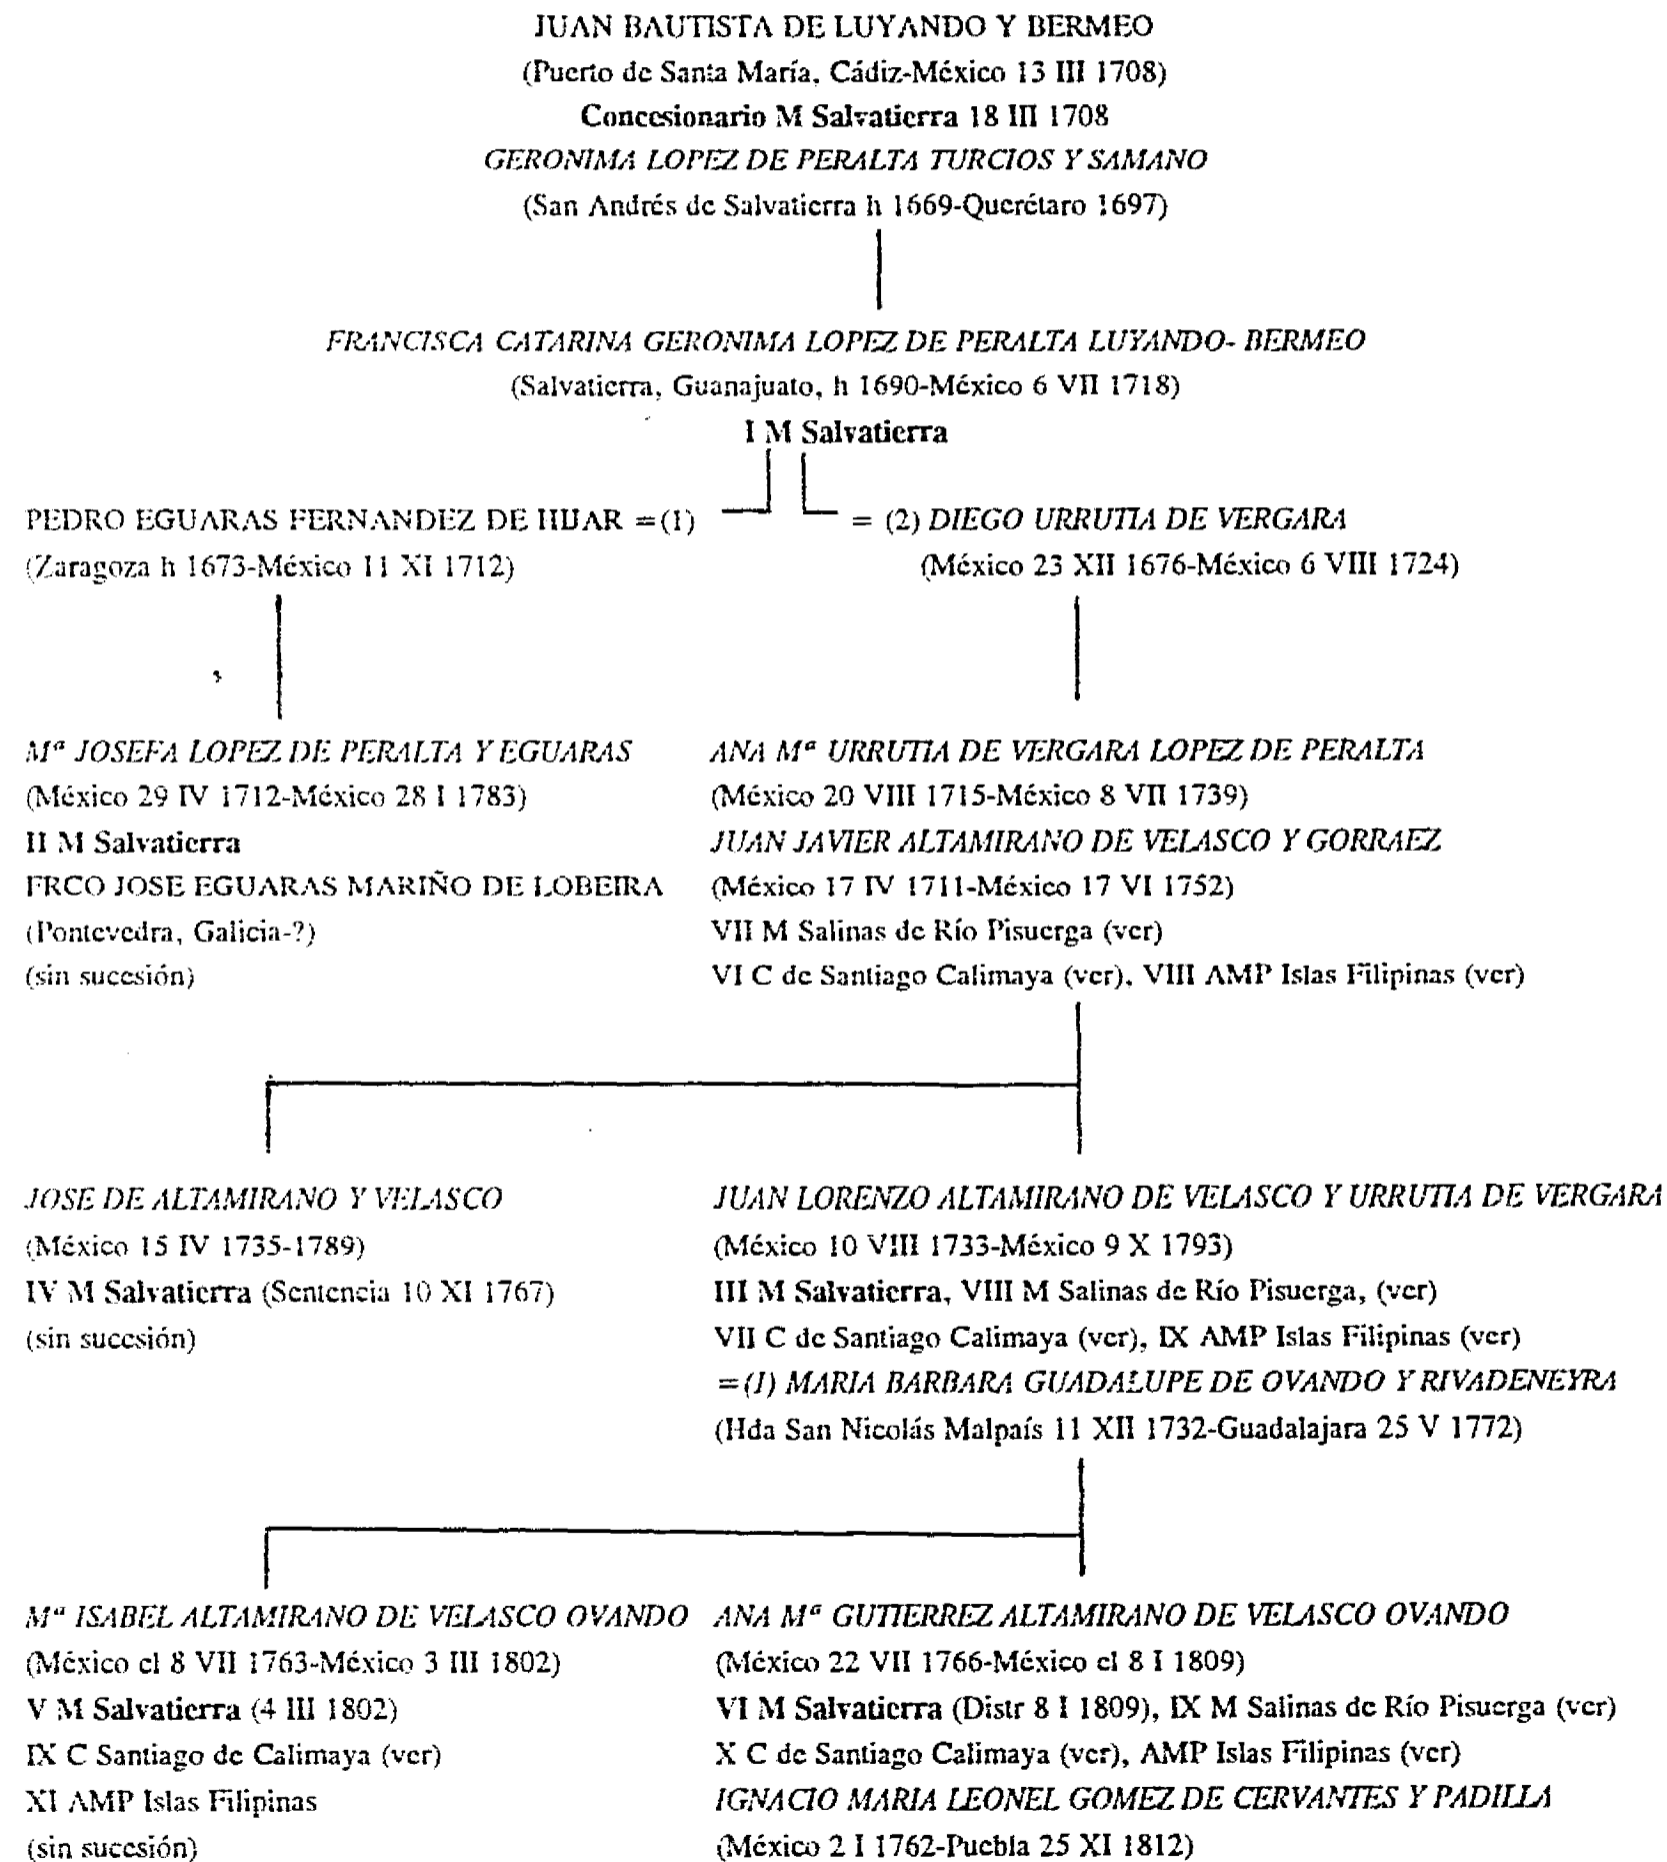 JUAN BAUTISTA DE LUYANDO Y BERMEO
(Puerto de Santa María, Cádiz-México 13 III 1708)
Concesionario M Salvatierra 18 III 1708
GERONIMA LOPEZ DE PERALTA TURCIOS Y SAMANO
(San Andrés de Salvatierra h 1669-Querétaro 1697)
FRANCISCA CATARINA GERONIMA LOPEZ DE PERALTA LUYANDO- BERMEO
(Salvatierra, Guanajuato, h 1690-México 6 VII 1718)
I M Salvatierra
PEDRO EGUARAS FERNANDEZ DE HIJAR =(1)
(Zaragoza h 1673-México 11 XI 1712)
= (2) DIEGO URRUTIA DE VERGARA
(México 23 XII 1676-México 6 VIII 1724)
Mª JOSEFA LOPEZ DE PERALTA Y EGUARAS
(México 29 IV 1712-México 28 I 1783)
II M Salvatierra
FRCO JOSE EGUARAS MARIÑO DE LOBEIRA
(Pontevedra, Galicia-?)
(sin sucesión)
ANA Mª URRUTIA DE VERGARA LOPEZ DE PERALTA
(México 20 VIII 1715-México 8 VII 1739)
JUAN JAVIER ALTAMIRANO DE VELASCO Y GORRAEZ
(México 17 IV 1711-México 17 VI 1752)
VII M Salinas de Río Pisuerga (ver)
VI C de Santiago Calimaya (ver), VIII AMP Islas Filipinas (ver)
JOSE DE ALTAMIRANO Y VELASCO
(México 15 IV 1735-1789)
IV M Salvatierra (Sentencia 10 XI 1767)
(sin sucesión)
JUAN LORENZO ALTAMIRANO DE VELASCO Y URRUTIA DE VERGARA
(México 10 VIII 1733-México 9 X 1793)
III M Salvatierra, VIII M Salinas de Río Pisuerga, (ver)
VII C de Santiago Calimaya (ver), IX AMP Islas Filipinas (ver)
=(1) MARIA BARBARA GUADALUPE DE OVANDO Y RIVADENEYRA
(Hda San Nicolás Malpaís 11 XII 1732-Guadalajara 25 V 1772)
Mª ISABEL ALTAMIRANO DE VELASCO OVANDO
(México cl 8 VII 1763-México 3 III 1802)
V M Salvatierra (4 III 1802)
IX C Santiago de Calimaya (ver)
XI AMP Islas Filipinas
(sin sucesión)
ANA Mª GUTIERREZ ALTAMIRANO DE VELASCO OVANDO
(México 22 VII 1766-México cl 8 I 1809)
VI M Salvatierra (Distr 8 I 1809), IX M Salinas de Río Pisuerga (ver)
X C de Santiago Calimaya (ver), AMP Islas Filipinas (ver)
IGNACIO MARIA LEONEL GOMEZ DE CERVANTES Y PADILLA
(México 2 I 1762-Puebla 25 XI 1812)